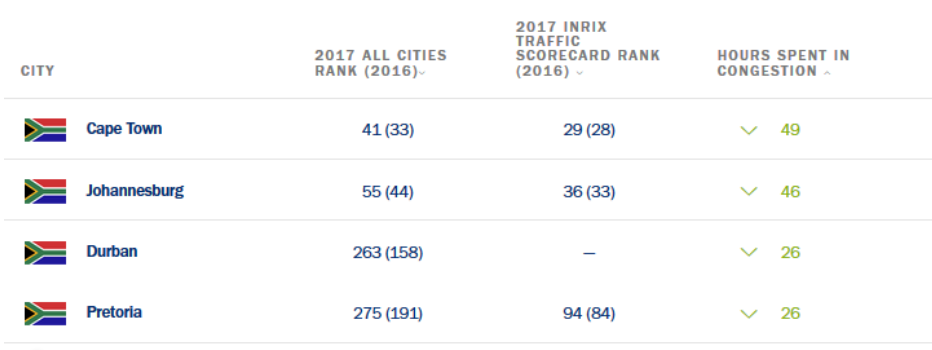 CITY
2017 ALL CITIES
RANK (2016)
2017 INRIX
TRAFFIC
SCORECARD RANK
(2016)
HOURS SPENT IN
CONGESTION
Cape Town 41 (33) 29 (28) 49
Johannesburg 55 (44) 36 (33) 46
Durban 263 (158) – 26
Pretoria 275 (191) 94 (84) 26